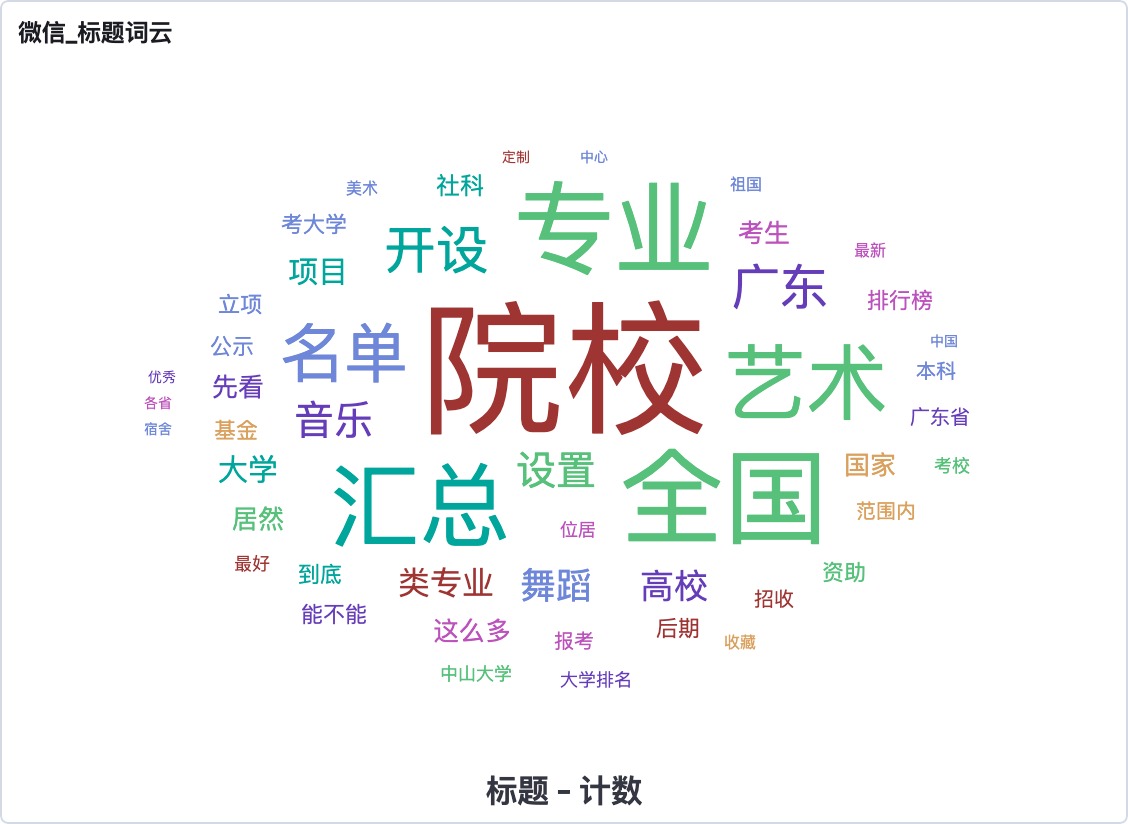 微信_标题词云
定制 中心
美术 社科 专业 祖国
考大学 开设 考生
项目 广东 最新
立项 排行榜
公示 名单 院校 艺术 中国
优秀 先看 本科
各省 音乐 广东省
宿舍 基金
大学 汇总 设置 全国 国家 考校
居然 位居 范围内
最好 到底 类专业 舞蹈 高校 招收 资助
能不能 这么多 报考 后期 收藏
中山大学 大学排名
标题 - 计数